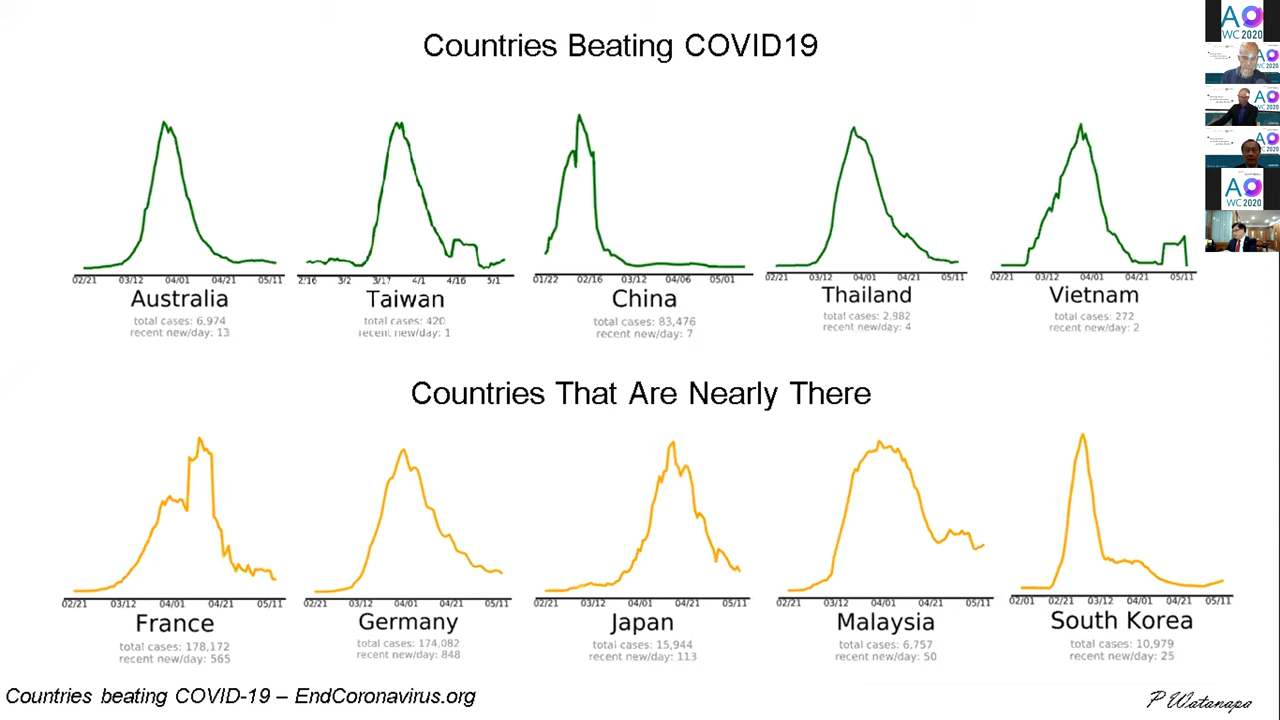 Countries Beating COVID19
02/21 03/12 04/01 04/21 05/11
Australia
total cases: 6,974
recent new/day: 13
2/16 3/2 3/17 4/1 4/16 5/1
Taiwan
total cases: 420
recent new/day: 1
01/22 02/16 03/12 04/06 05/01
China
total cases: 83,476
recent new/day: 7
02/21 03/12 04/01 04/21 05/11
Thailand
total cases: 2,982
recent new/day: 4
02/21 03/12 04/01 04/21 05/11
Vietnam
total cases: 272
recent new/day: 2
Countries That Are Nearly There
02/21 03/12 04/01 04/21 05/11
France
total cases: 178,172
recent new/day: 565
02/21 03/12 04/01 04/21 05/11
Germany
total cases: 174,082
recent new/day: 848
02/21 03/12 04/01 04/21 05/11
Japan
total cases: 15,944
recent new/day: 113
02/21 03/12 04/01 04/21 05/11
Malaysia
total cases: 6,757
recent new/day: 50
02/01 02/21 03/12 04/01 04/21 05/11
South Korea
total cases: 10,979
recent new/day: 25
Countries beating COVID-19 – EndCoronavirus.org
P Watanapa
AO
WC 2020
AO
WC 2020